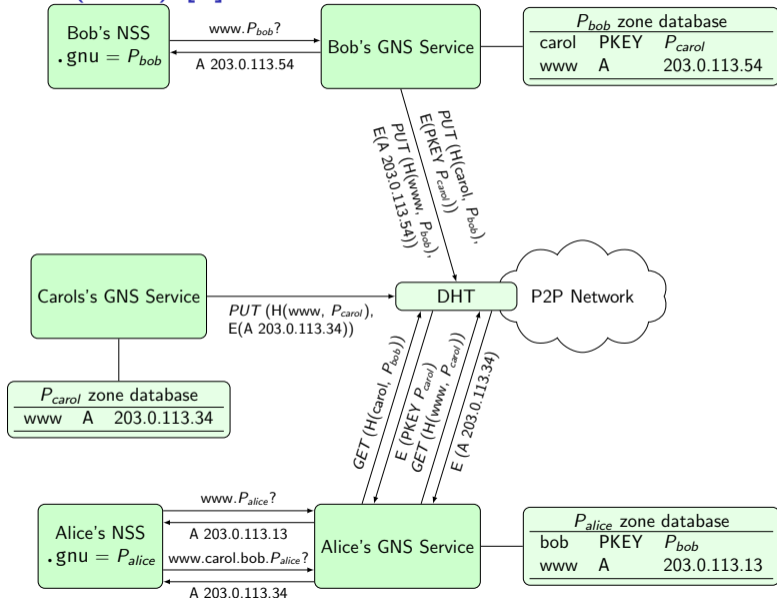 Bob's NSS
.gnu = P_bob
www.P_bob?
A 203.0.113.54
Bob's GNS Service
P_bob zone database
carol PKEY P_carol
www A 203.0.113.54
PUT (H(carol, P_bob),
E(PKEY P_carol))
PUT (H(www, P_bob),
E(A 203.0.113.54))
Carols's GNS Service
PUT (H(www, P_carol),
E(A 203.0.113.34))
DHT
P2P Network
P_carol zone database
www A 203.0.113.34
GET (H(carol, P_bob))
E (PKEY P_carol)
GET (H(www, P_carol))
E (A 203.0.113.34)
Alice's NSS
.gnu = P_alice
www.P_alice?
A 203.0.113.13
www.carol.bob.P_alice?
A 203.0.113.34
Alice's GNS Service
P_alice zone database
bob PKEY P_bob
www A 203.0.113.13